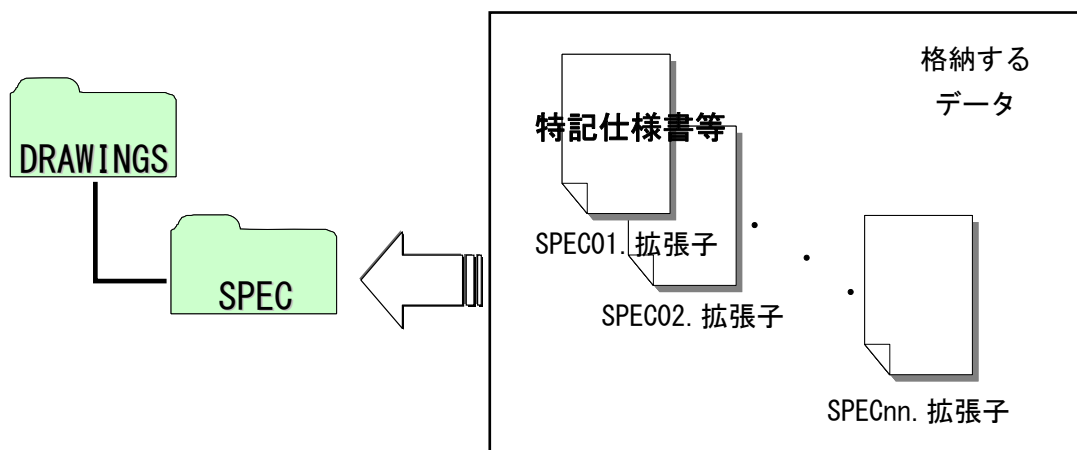 DRAWINGS
SPEC
格納する
データ
特記仕様書等
SPEC01.拡張子
SPEC02.拡張子
SPECnn.拡張子